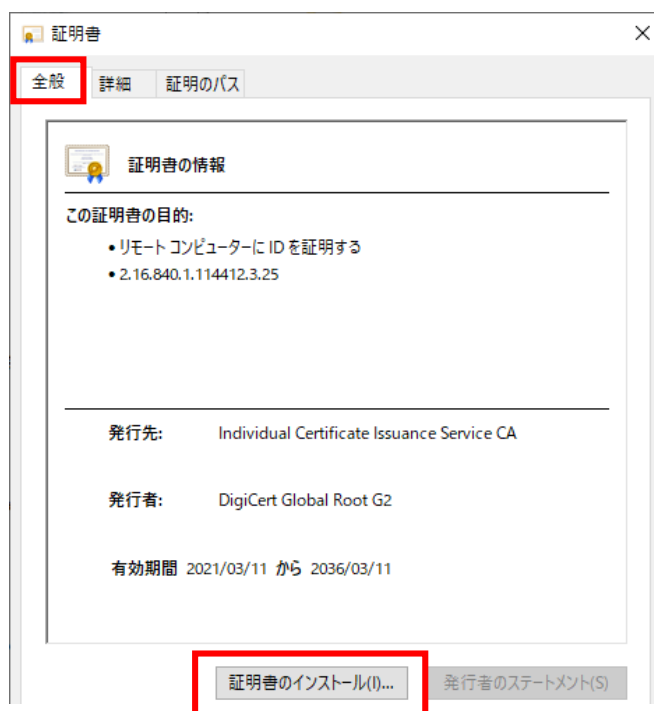 証明書
全般 詳細 証明のパス
証明書の情報
この証明書の目的:
• リモート コンピューターに ID を証明する
• 2.16.840.1.114412.3.25
発行先: Individual Certificate Issuance Service CA
発行者: DigiCert Global Root G2
有効期間 2021/03/11 から 2036/03/11
証明書のインストール(I)... 発行者のステートメント(S)